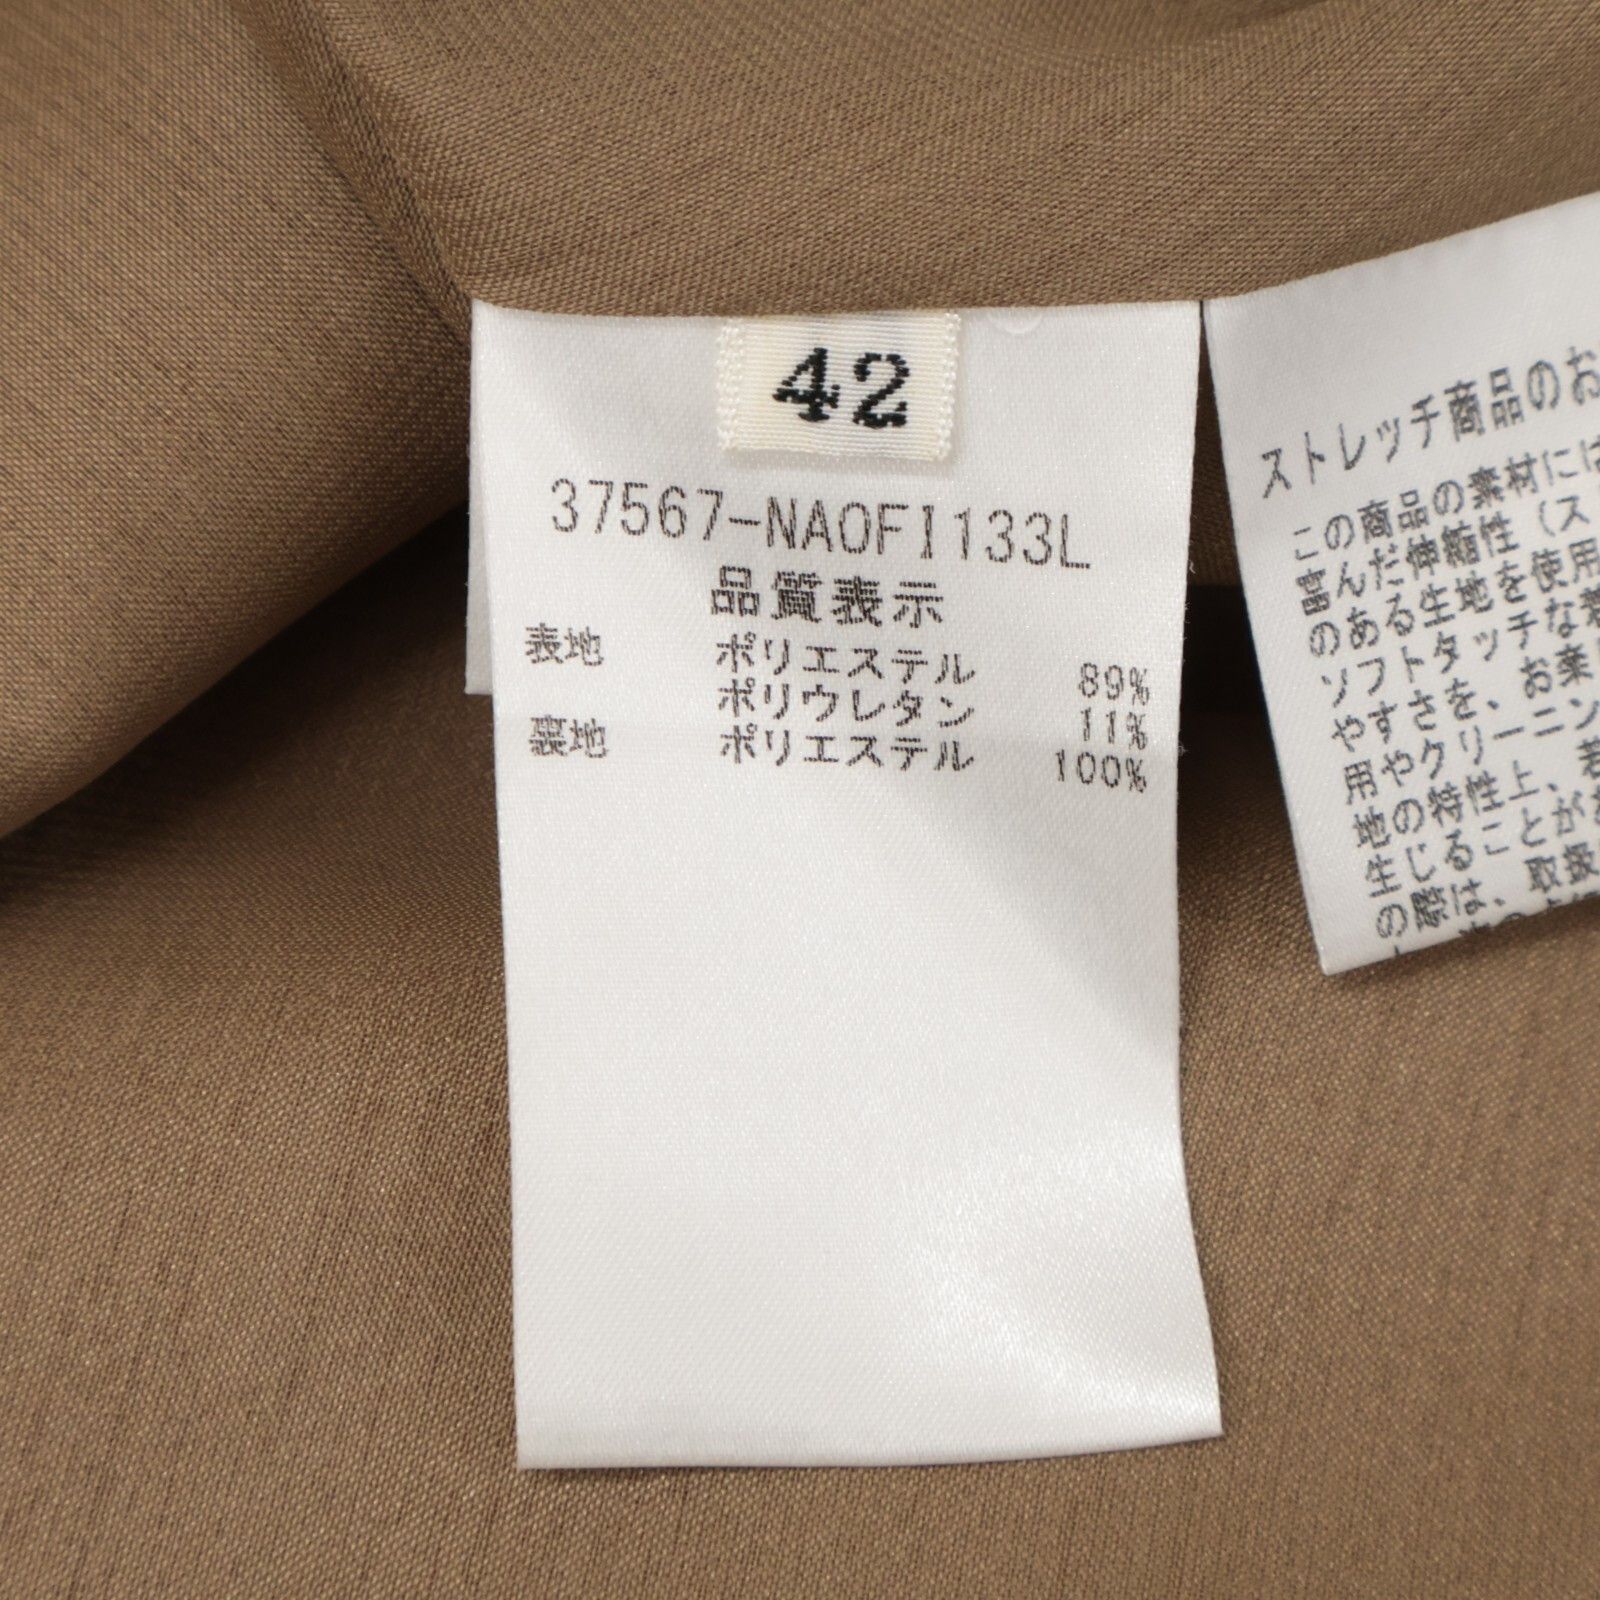 42
37567-NAOFI133L
品質表示
表地 ポリエステル 89%
ポリウレタン 11%
裏地 ポリエステル 100%
ストレッチ商品のお
この商品の素材には
富んだ伸縮性（ス
のある生地を使用
ソフトタッチな着
やすさを、お楽し
用やクリーニン
地の特性上、若
生じることが
の際は、取扱